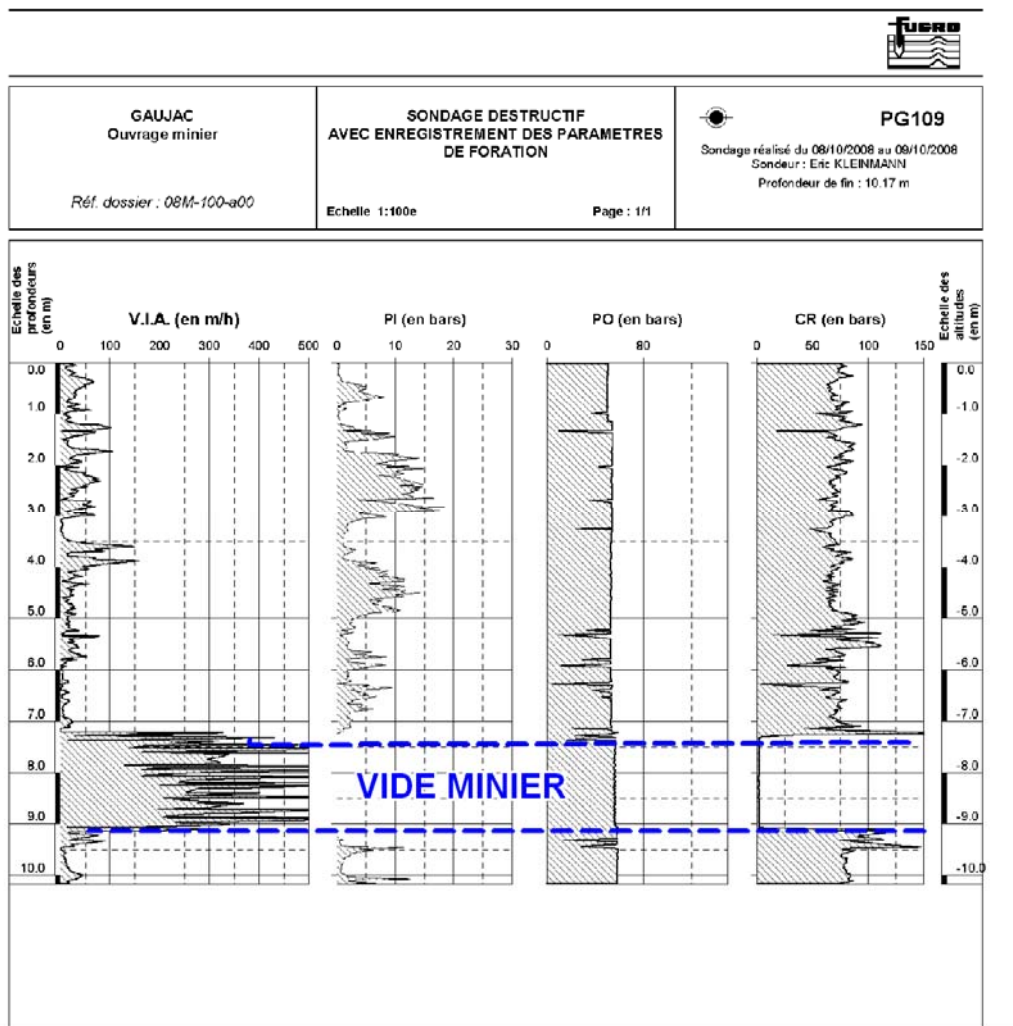 FUGRO
GAUJAC
Ouvrage minier
Réf. dossier : 08M-100-a00
SONDAGE DESTRUCTIF
AVEC ENREGISTREMENT DES PARAMETRES
DE FORATION
Echelle 1:100e
Page : 1/1
PG109
Sondage réalisé du 08/10/2008 au 09/10/2008
Sondeur : Eric KLEINMANN
Profondeur de fin : 10.17 m
Echelle des
profondeurs
(en m)
V.I.A. (en m/h)
PI (en bars)
PO (en bars)
CR (en bars)
Echelle des
altitudes
(en m)
0 100 200 300 400 500
0 10 20 30
0 80
0 50 100 150
0.0 0.0
1.0 -1.0
2.0 -2.0
3.0 -3.0
4.0 -4.0
5.0 -5.0
6.0 -6.0
7.0 -7.0
VIDE MINIER
8.0 -8.0
9.0 -9.0
10.0 -10.0